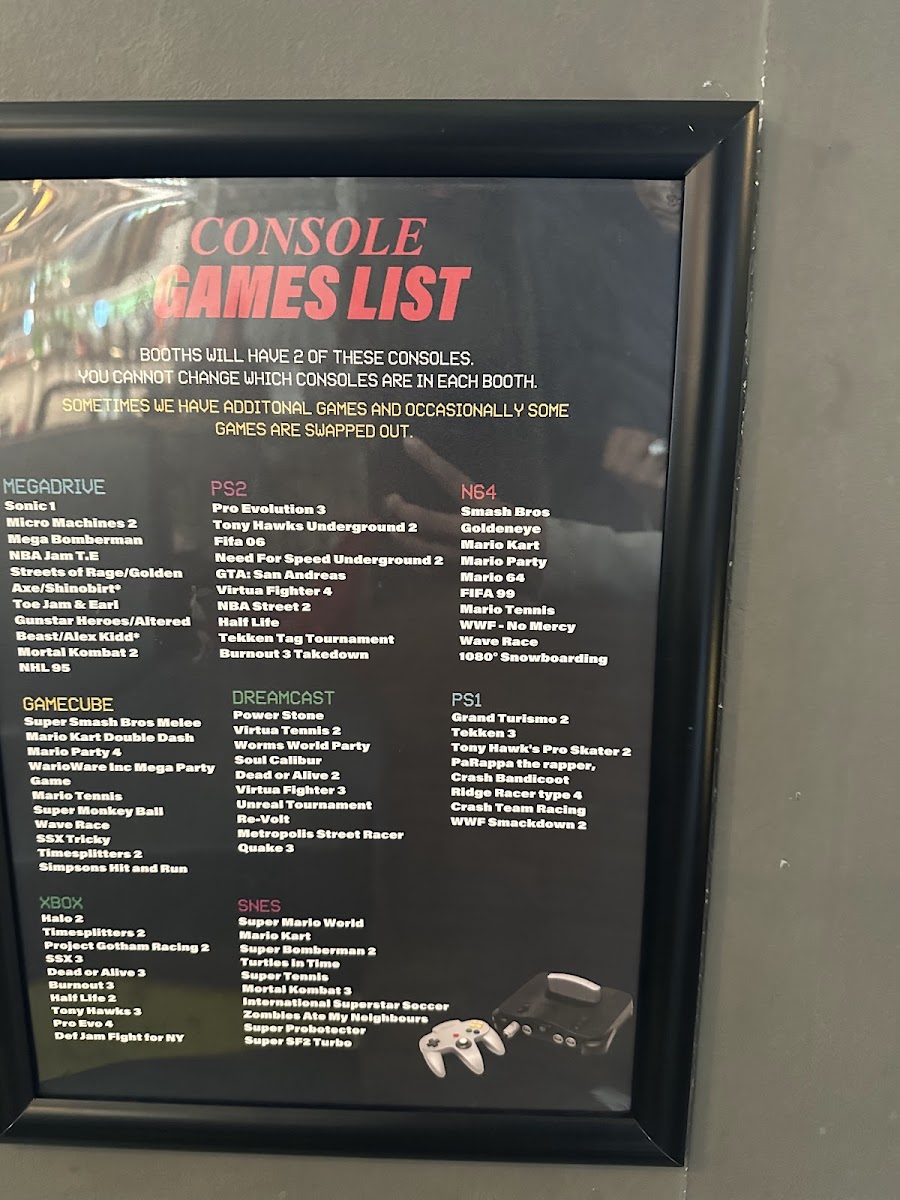 CONSOLE
GAMES LIST
BOOTHS WILL HAVE 2 OF THESE CONSOLES.
YOU CANNOT CHANGE WHICH CONSOLES ARE IN EACH BOOTH.
SOMETIMES WE HAVE ADDITONAL GAMES AND OCCASIONALLY SOME
GAMES ARE SWAPPED OUT.
MEGADRIVE
Sonic 1
Micro Machines 2
Mega Bomberman
NBA Jam T.E
Streets of Rage/Golden
Axe/Shinobirt*
Toe Jam & Earl
Gunstar Heroes/Altered
Beast/Alex Kidd*
Mortal Kombat 2
NHL 95
PS2
Pro Evolution 3
Tony Hawks Underground 2
Fifa 06
Need For Speed Underground 2
GTA: San Andreas
Virtua Fighter 4
NBA Street 2
Half Life
Tekken Tag Tournament
Burnout 3 Takedown
N64
Smash Bros
Goldeneye
Mario Kart
Mario Party
Mario 64
FIFA 99
Mario Tennis
WWF - No Mercy
Wave Race
1080° Snowboarding
GAMECUBE
Super Smash Bros Melee
Mario Kart Double Dash
Mario Party 4
WarioWare Inc Mega Party
Game
Mario Tennis
Super Monkey Ball
Wave Race
SSX Tricky
Timesplitters 2
Simpsons Hit and Run
DREAMCAST
Power Stone
Virtua Tennis 2
Worms World Party
Soul Calibur
Dead or Alive 2
Virtua Fighter 3
Unreal Tournament
Re-Volt
Metropolis Street Racer
Quake 3
PS1
Grand Turismo 2
Tekken 3
Tony Hawk's Pro Skater 2
PaRappa the rapper,
Crash Bandicoot
Ridge Racer type 4
Crash Team Racing
WWF Smackdown 2
XBOX
Halo 2
Timesplitters 2
Project Gotham Racing 2
SSX 3
Dead or Alive 3
Burnout 3
Half Life 2
Tony Hawks 3
Pro Evo 4
Def Jam Fight for NY
SNES
Super Mario World
Mario Kart
Super Bomberman 2
Turtles in Time
Super Tennis
Mortal Kombat 3
International Superstar Soccer
Zombies Ate My Neighbours
Super Probotector
Super SF2 Turbo